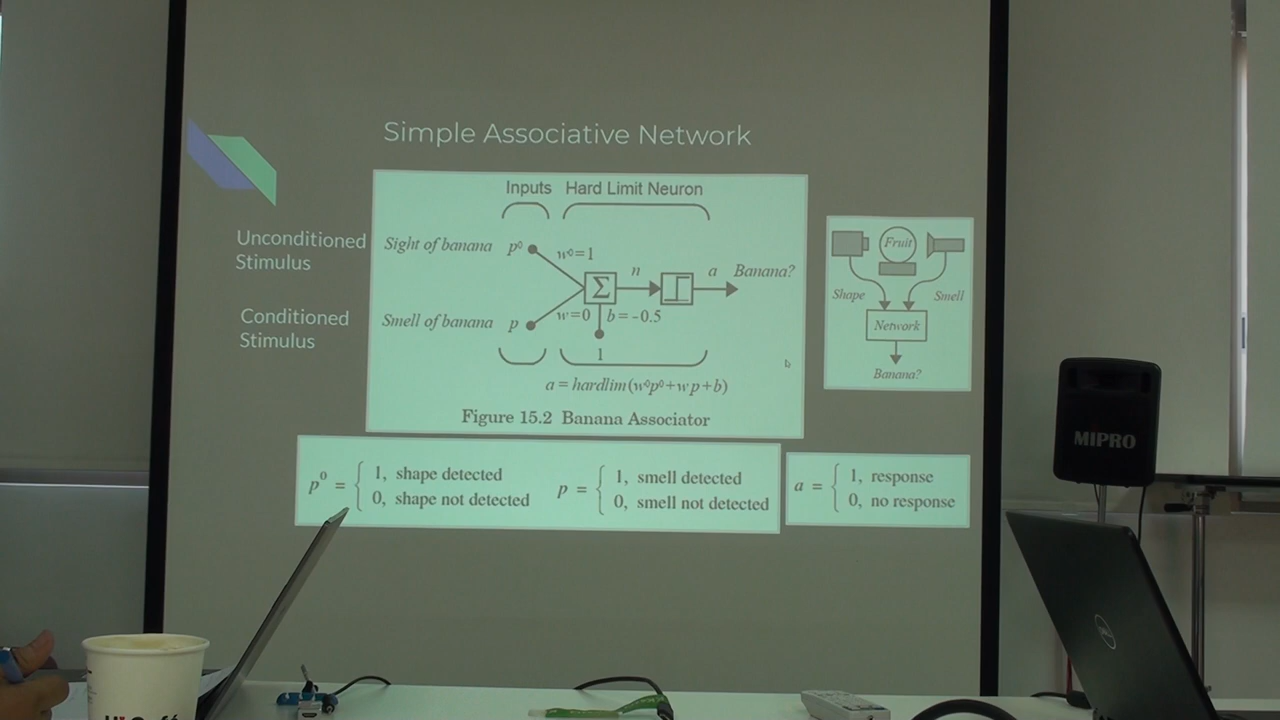 Simple Associative Network
Unconditioned
Stimulus
Conditioned
Stimulus
Inputs Hard Limit Neuron
Sight of banana p⁰ w⁰=1
n a Banana?
Σ
Smell of banana p w=0 b=-0.5
1
a = hardlim(w⁰p⁰+wp+b)
Figure 15.2 Banana Associator
Fruit
Shape Smell
Network
Banana?
p⁰ = { 1, shape detected
0, shape not detected
p = { 1, smell detected
0, smell not detected
a = { 1, response
0, no response
MIPRO
DELL